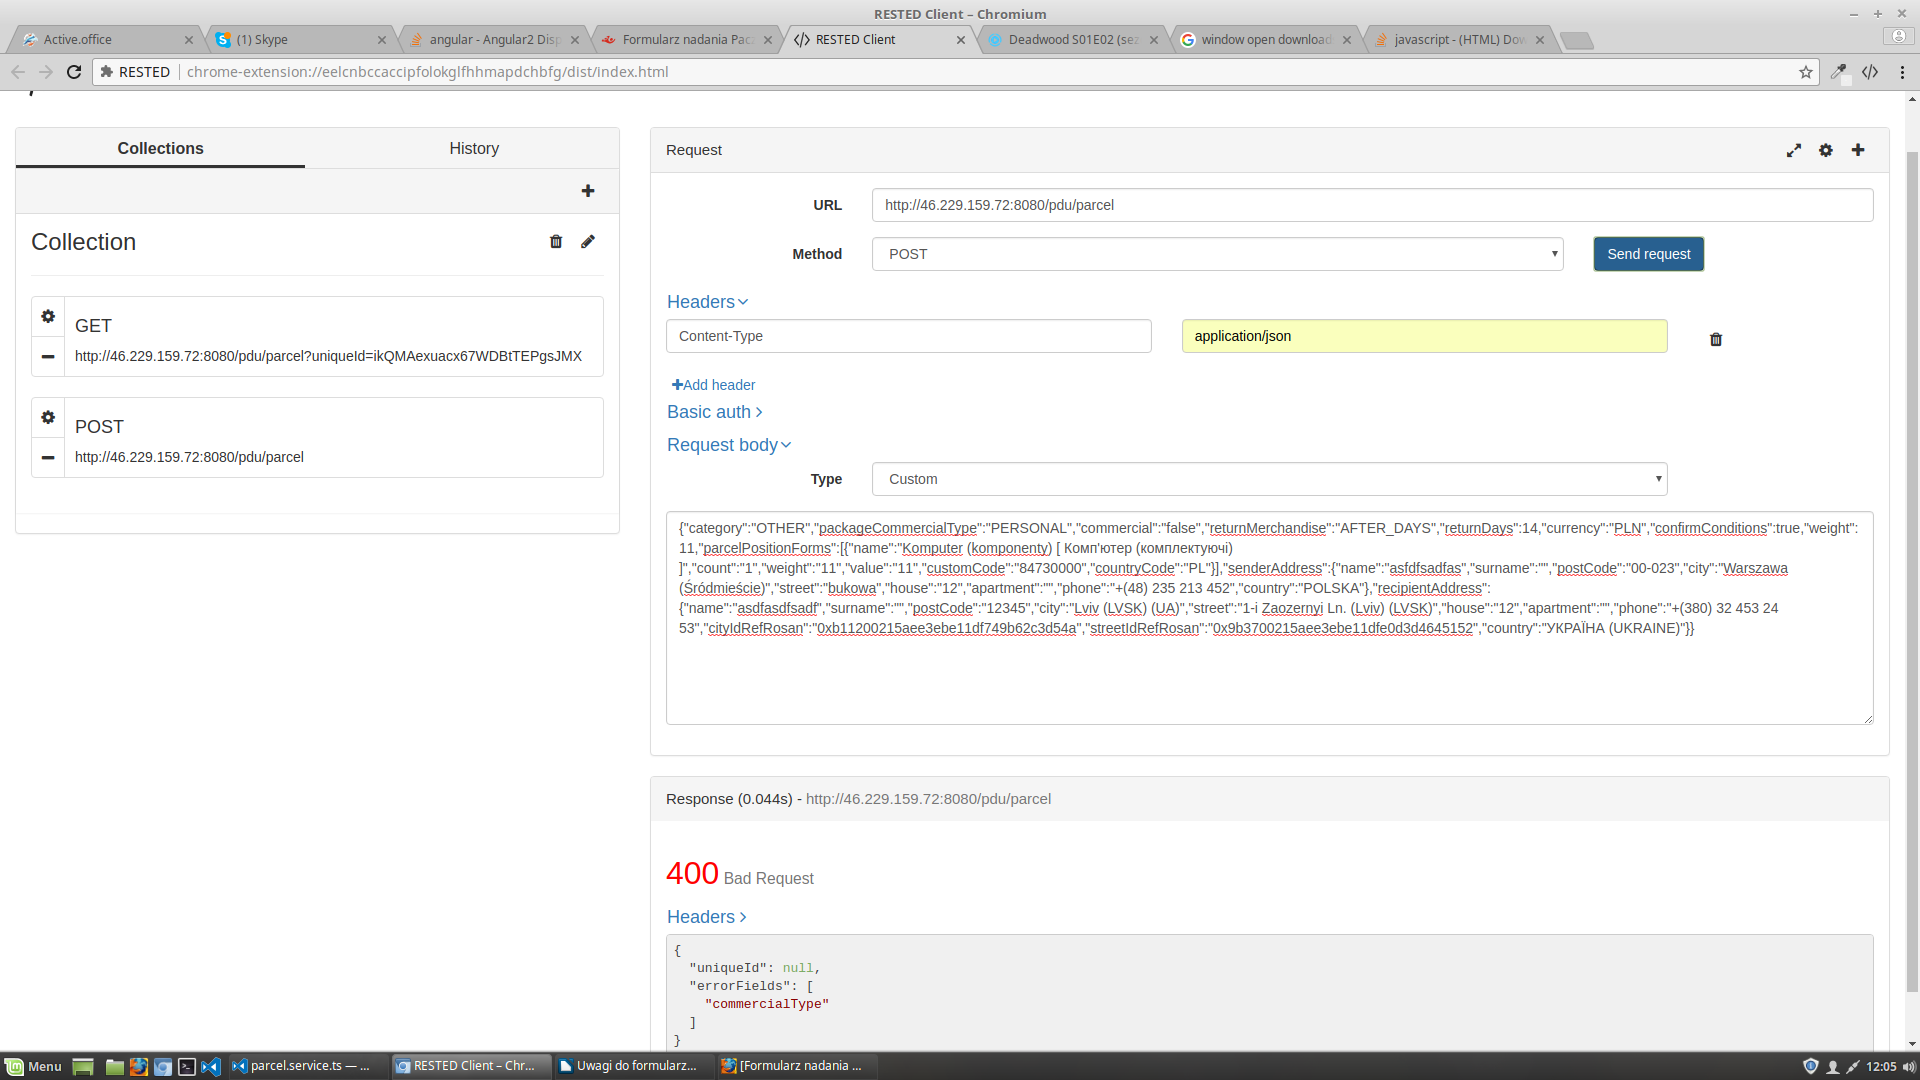 RESTED Client – Chromium
Active.office
(1) Skype
angular - Angular2 Disp
Formularz nadania Pac
RESTED Client
Deadwood S01E02 (sez
window open download
javascript - (HTML) Dow
RESTED
chrome-extension://eelcnbccaccipfolokglfhhmapdchbfg/dist/index.html
Collections
History
Collection
GET
http://46.229.159.72:8080/pdu/parcel?uniqueId=ikQMAexuacx67WDBtTEPgsJMX
POST
http://46.229.159.72:8080/pdu/parcel
Request
URL
http://46.229.159.72:8080/pdu/parcel
Method
POST
Send request
Headers
Content-Type
application/json
Add header
Basic auth
Request body
Type
Custom
{"category":"OTHER","packageCommercialType":"PERSONAL","commercial":"false","returnMerchandise":"AFTER_DAYS","returnDays":14,"currency":"PLN","confirmConditions":true,"weight":
11,"parcelPositionForms":[{"name":"Komputer (komponenty) [ Комп'ютер (комплектуючі)
]","count":"1","weight":"11","value":"11","customCode":"84730000","countryCode":"PL"}],"senderAddress":{"name":"asfdfsadfas","surname":"","postCode":"00-023","city":"Warszawa
(Śródmieście)","street":"bukowa","house":"12","apartment":"","phone":"+(48) 235 213 452","country":"POLSKA"},"recipientAddress":
{"name":"asdfasdfsadf","surname":"","postCode":"12345","city":"Lviv (LVSK) (UA)","street":"1-i Zaozernyi Ln. (Lviv) (LVSK)","house":"12","apartment":"","phone":"+(380) 32 453 24
53","cityIdRefRosan":"0xb11200215aee3ebe11df749b62c3d54a","streetIdRefRosan":"0x9b3700215aee3ebe11dfe0d3d4645152","country":"УКРАЇНА (UKRAINE)"}}
Response (0.044s) - http://46.229.159.72:8080/pdu/parcel
400 Bad Request
Headers
{
"uniqueId": null,
"errorFields": [
"commercialType"
]
}
Menu
parcel.service.ts — ...
RESTED Client – Chr...
Uwagi do formularz...
[Formularz nadania ...
12:05